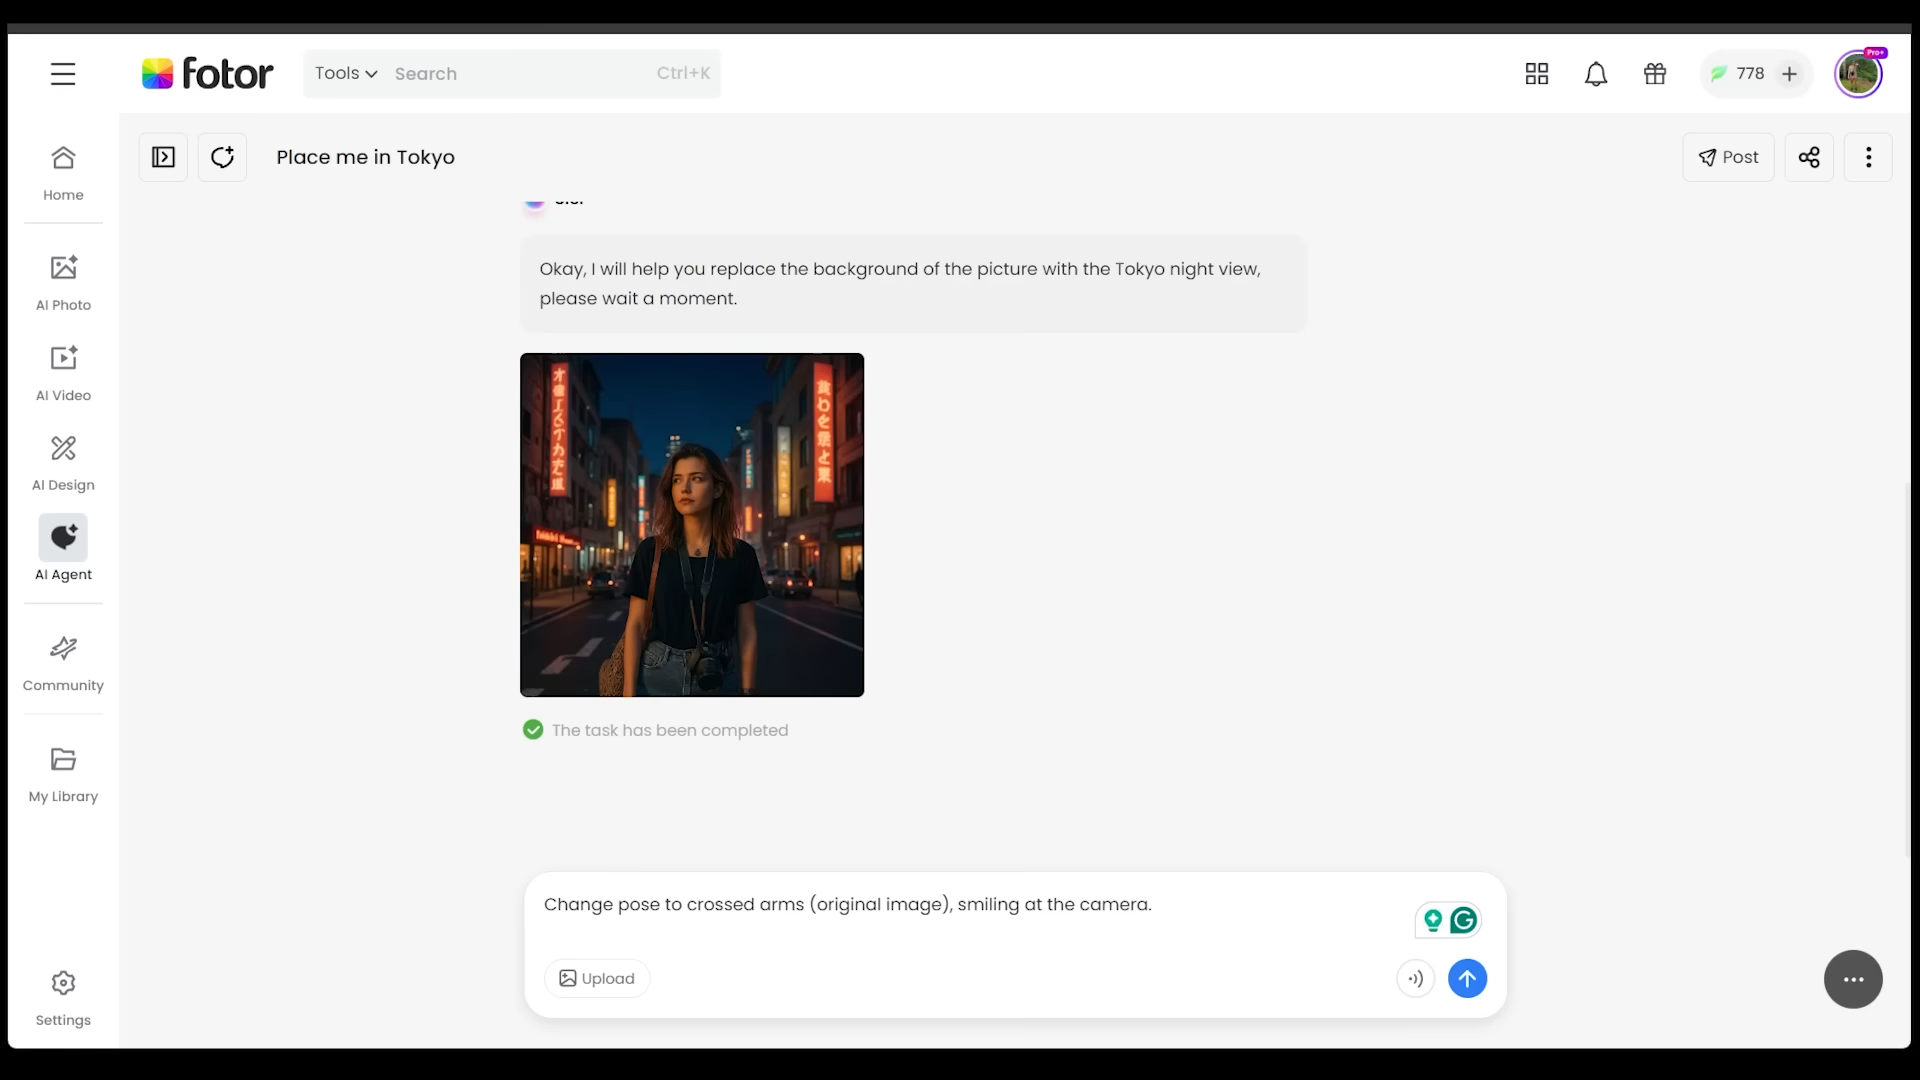 fotor
Tools
Search
Ctrl+K
778
Pro+
Home
AI Photo
AI Video
AI Design
AI Agent
Community
My Library
Settings
Place me in Tokyo
Post
Okay, I will help you replace the background of the picture with the Tokyo night view,
please wait a moment.
The task has been completed
Change pose to crossed arms (original image), smiling at the camera.
Upload